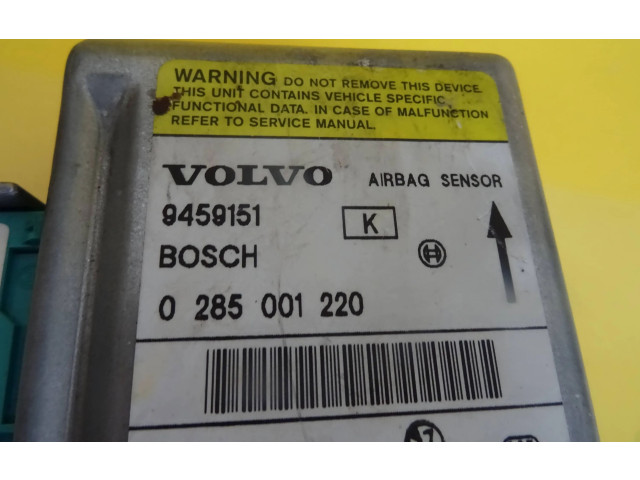 WARNING DO NOT REMOVE THIS DEVICE.
THIS UNIT CONTAINS VEHICLE SPECIFIC
FUNCTIONAL DATA. IN CASE OF MALFUNCTION
REFER TO SERVICE MANUAL.
VOLVO AIRBAG SENSOR
9459151 K
BOSCH
0 285 001 220